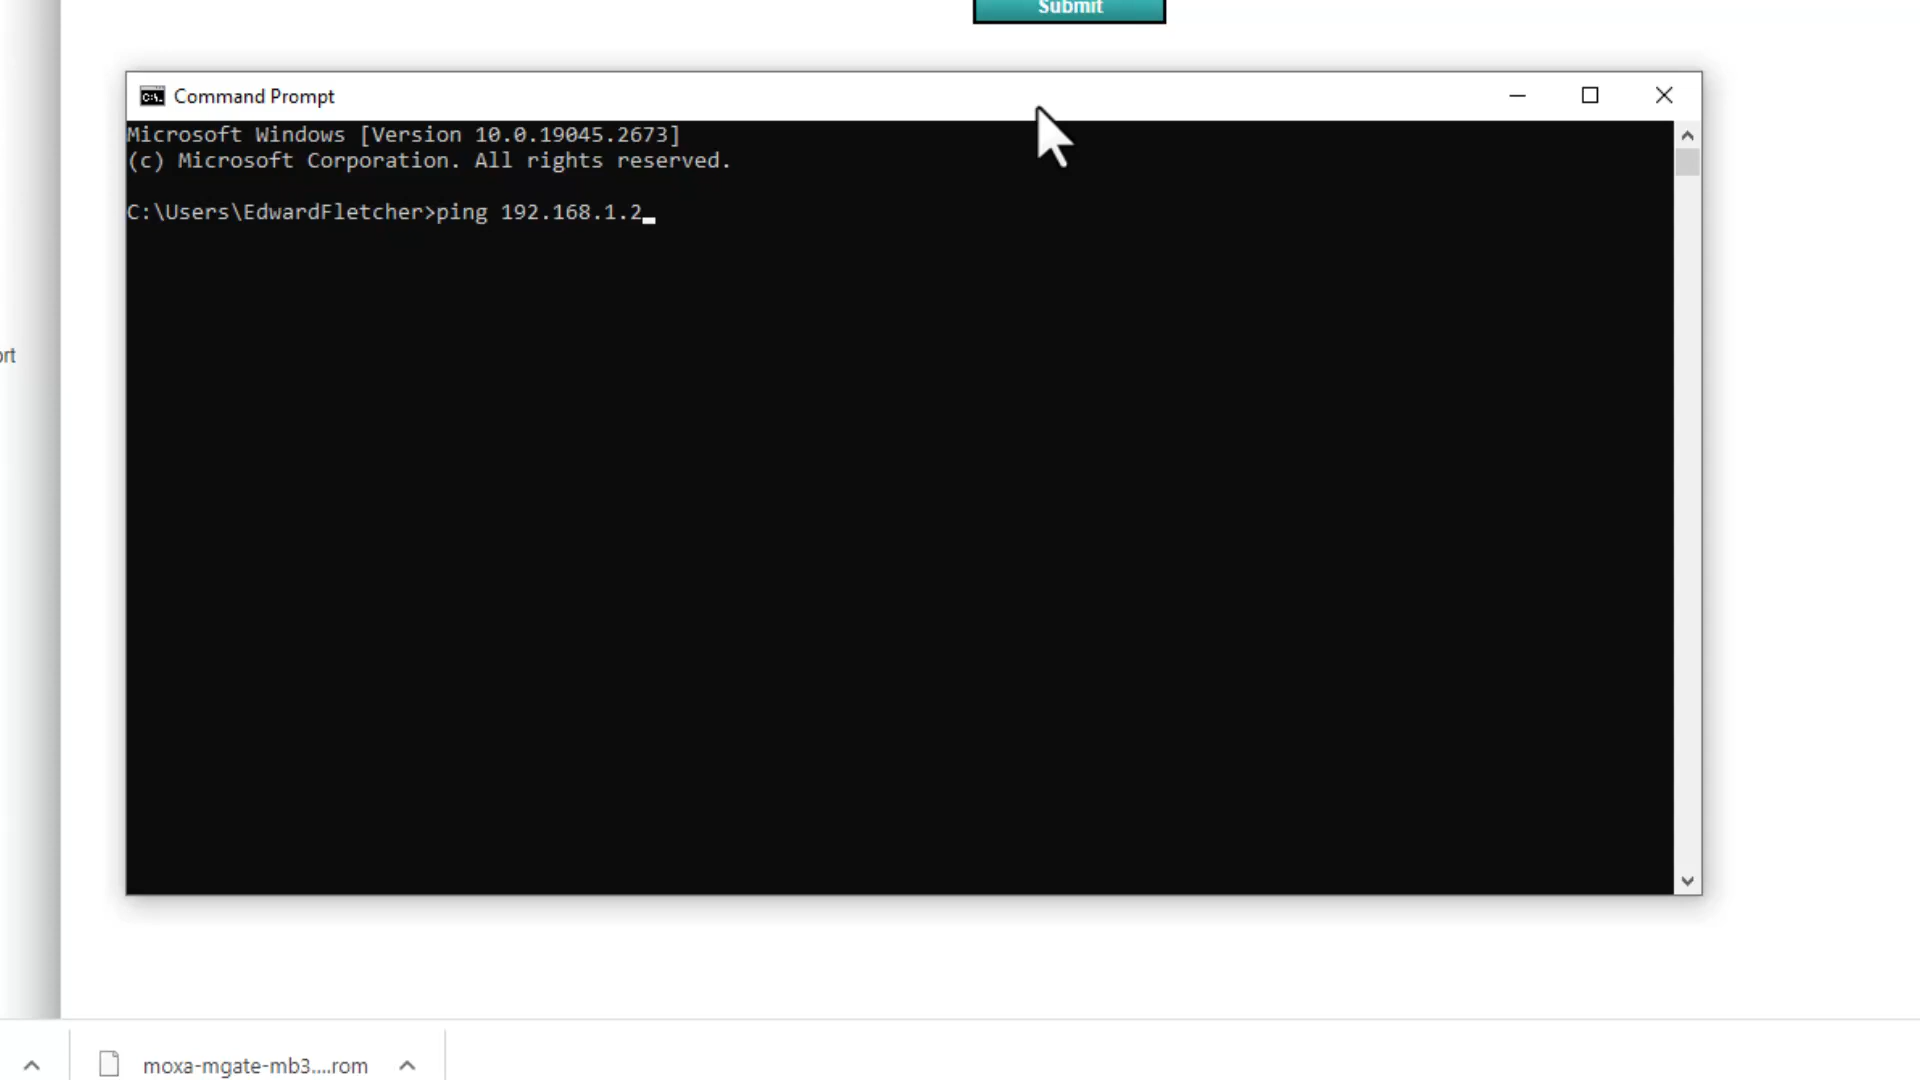 Submit
Command Prompt
Microsoft Windows [Version 10.0.19045.2673]
(c) Microsoft Corporation. All rights reserved.
C:\Users\EdwardFletcher>ping 192.168.1.2
ort
moxa-mgate-mb3....rom